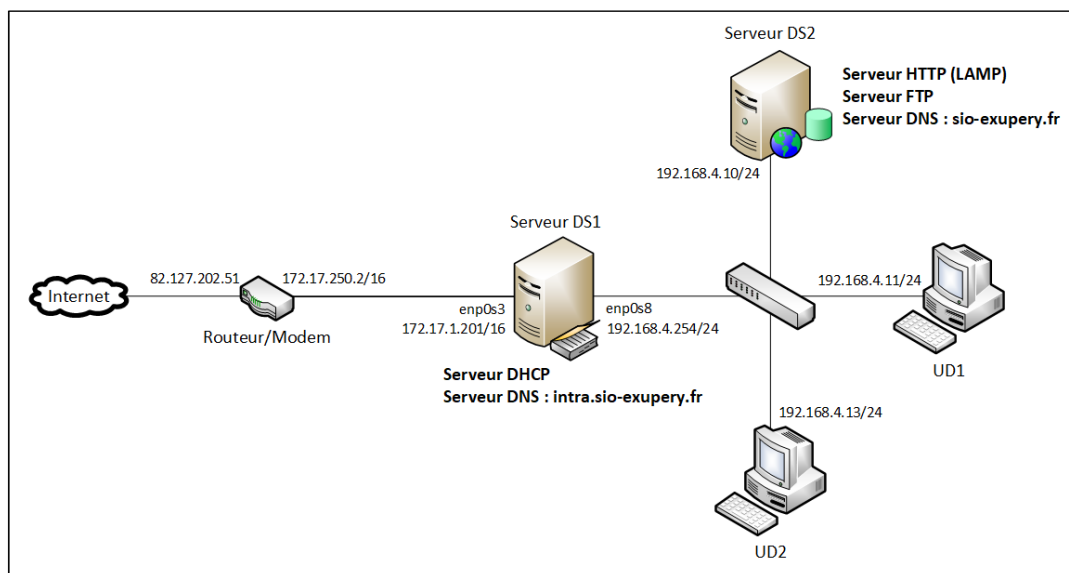 Serveur DS2
Serveur HTTP (LAMP)
Serveur FTP
Serveur DNS : sio-exupery.fr
192.168.4.10/24
Serveur DS1
Internet
82.127.202.51
172.17.250.2/16
Routeur/Modem
enp0s3
172.17.1.201/16
enp0s8
192.168.4.254/24
Serveur DHCP
Serveur DNS : intra.sio-exupery.fr
192.168.4.11/24
UD1
192.168.4.13/24
UD2